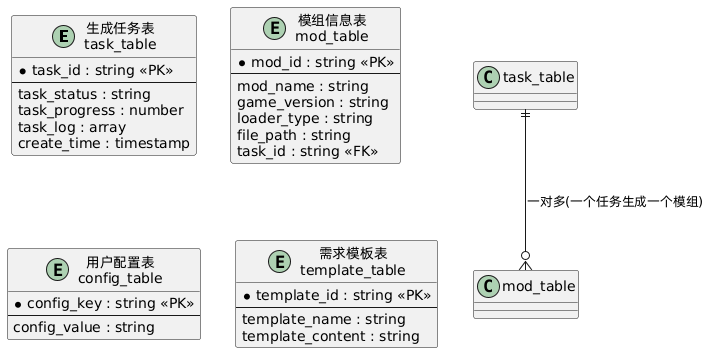 E 生成任务表
task_table
* task_id : string «PK»
task_status : string
task_progress : number
task_log : array
create_time : timestamp
E 模组信息表
mod_table
* mod_id : string «PK»
mod_name : string
game_version : string
loader_type : string
file_path : string
task_id : string «FK»
C task_table
一对多(一个任务生成一个模组)
C mod_table
E 用户配置表
config_table
* config_key : string «PK»
config_value : string
E 需求模板表
template_table
* template_id : string «PK»
template_name : string
template_content : string